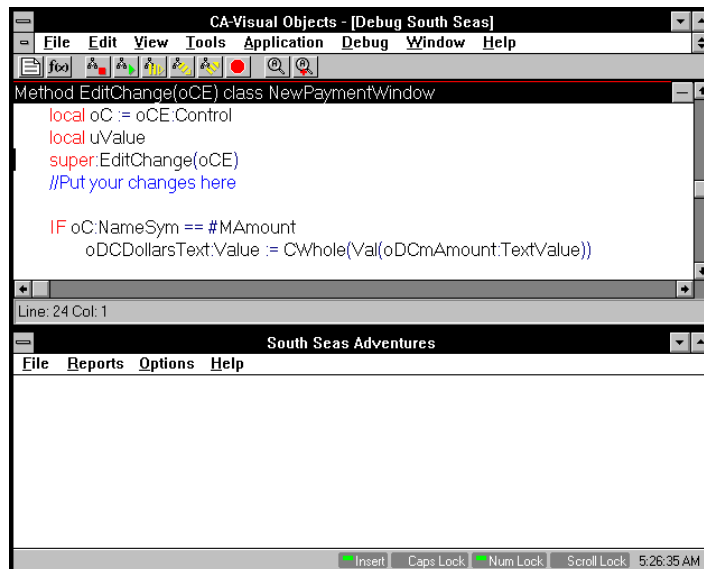 CA-Visual Objects - [Debug South Seas]
File Edit View Tools Application Debug Window Help
f(x)
Method EditChange(oCE) class NewPaymentWindow
local oC := oCE:Control
local uValue
super:EditChange(oCE)
//Put your changes here
IF oC:NameSym == #MAmount
oDCDollarsText:Value := CWhole(Val(oDCmAmount:TextValue))
Line: 24 Col: 1
South Seas Adventures
File Reports Options Help
Insert Caps Lock Num Lock Scroll Lock 5:26:35 AM